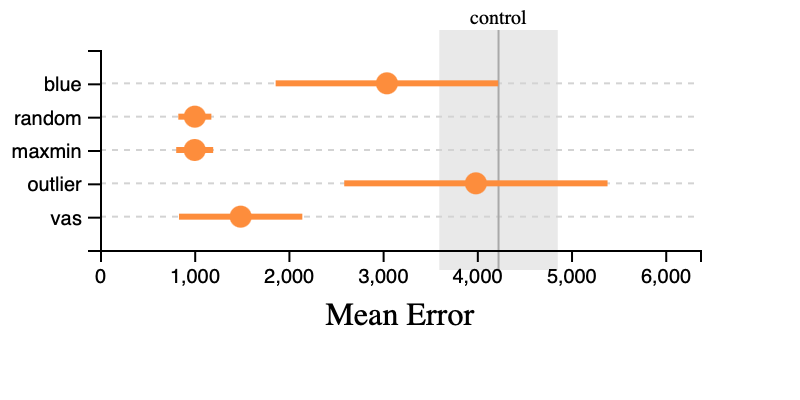 control
blue
random
maxmin
outlier
vas
0 1,000 2,000 3,000 4,000 5,000 6,000
Mean Error